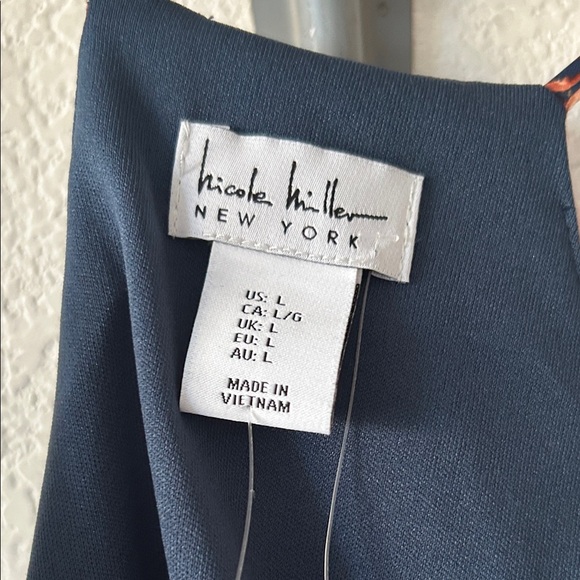 nicole miller
NEW YORK
US: L
CA: L/G
UK: L
EU: L
AU: L
MADE IN
VIETNAM